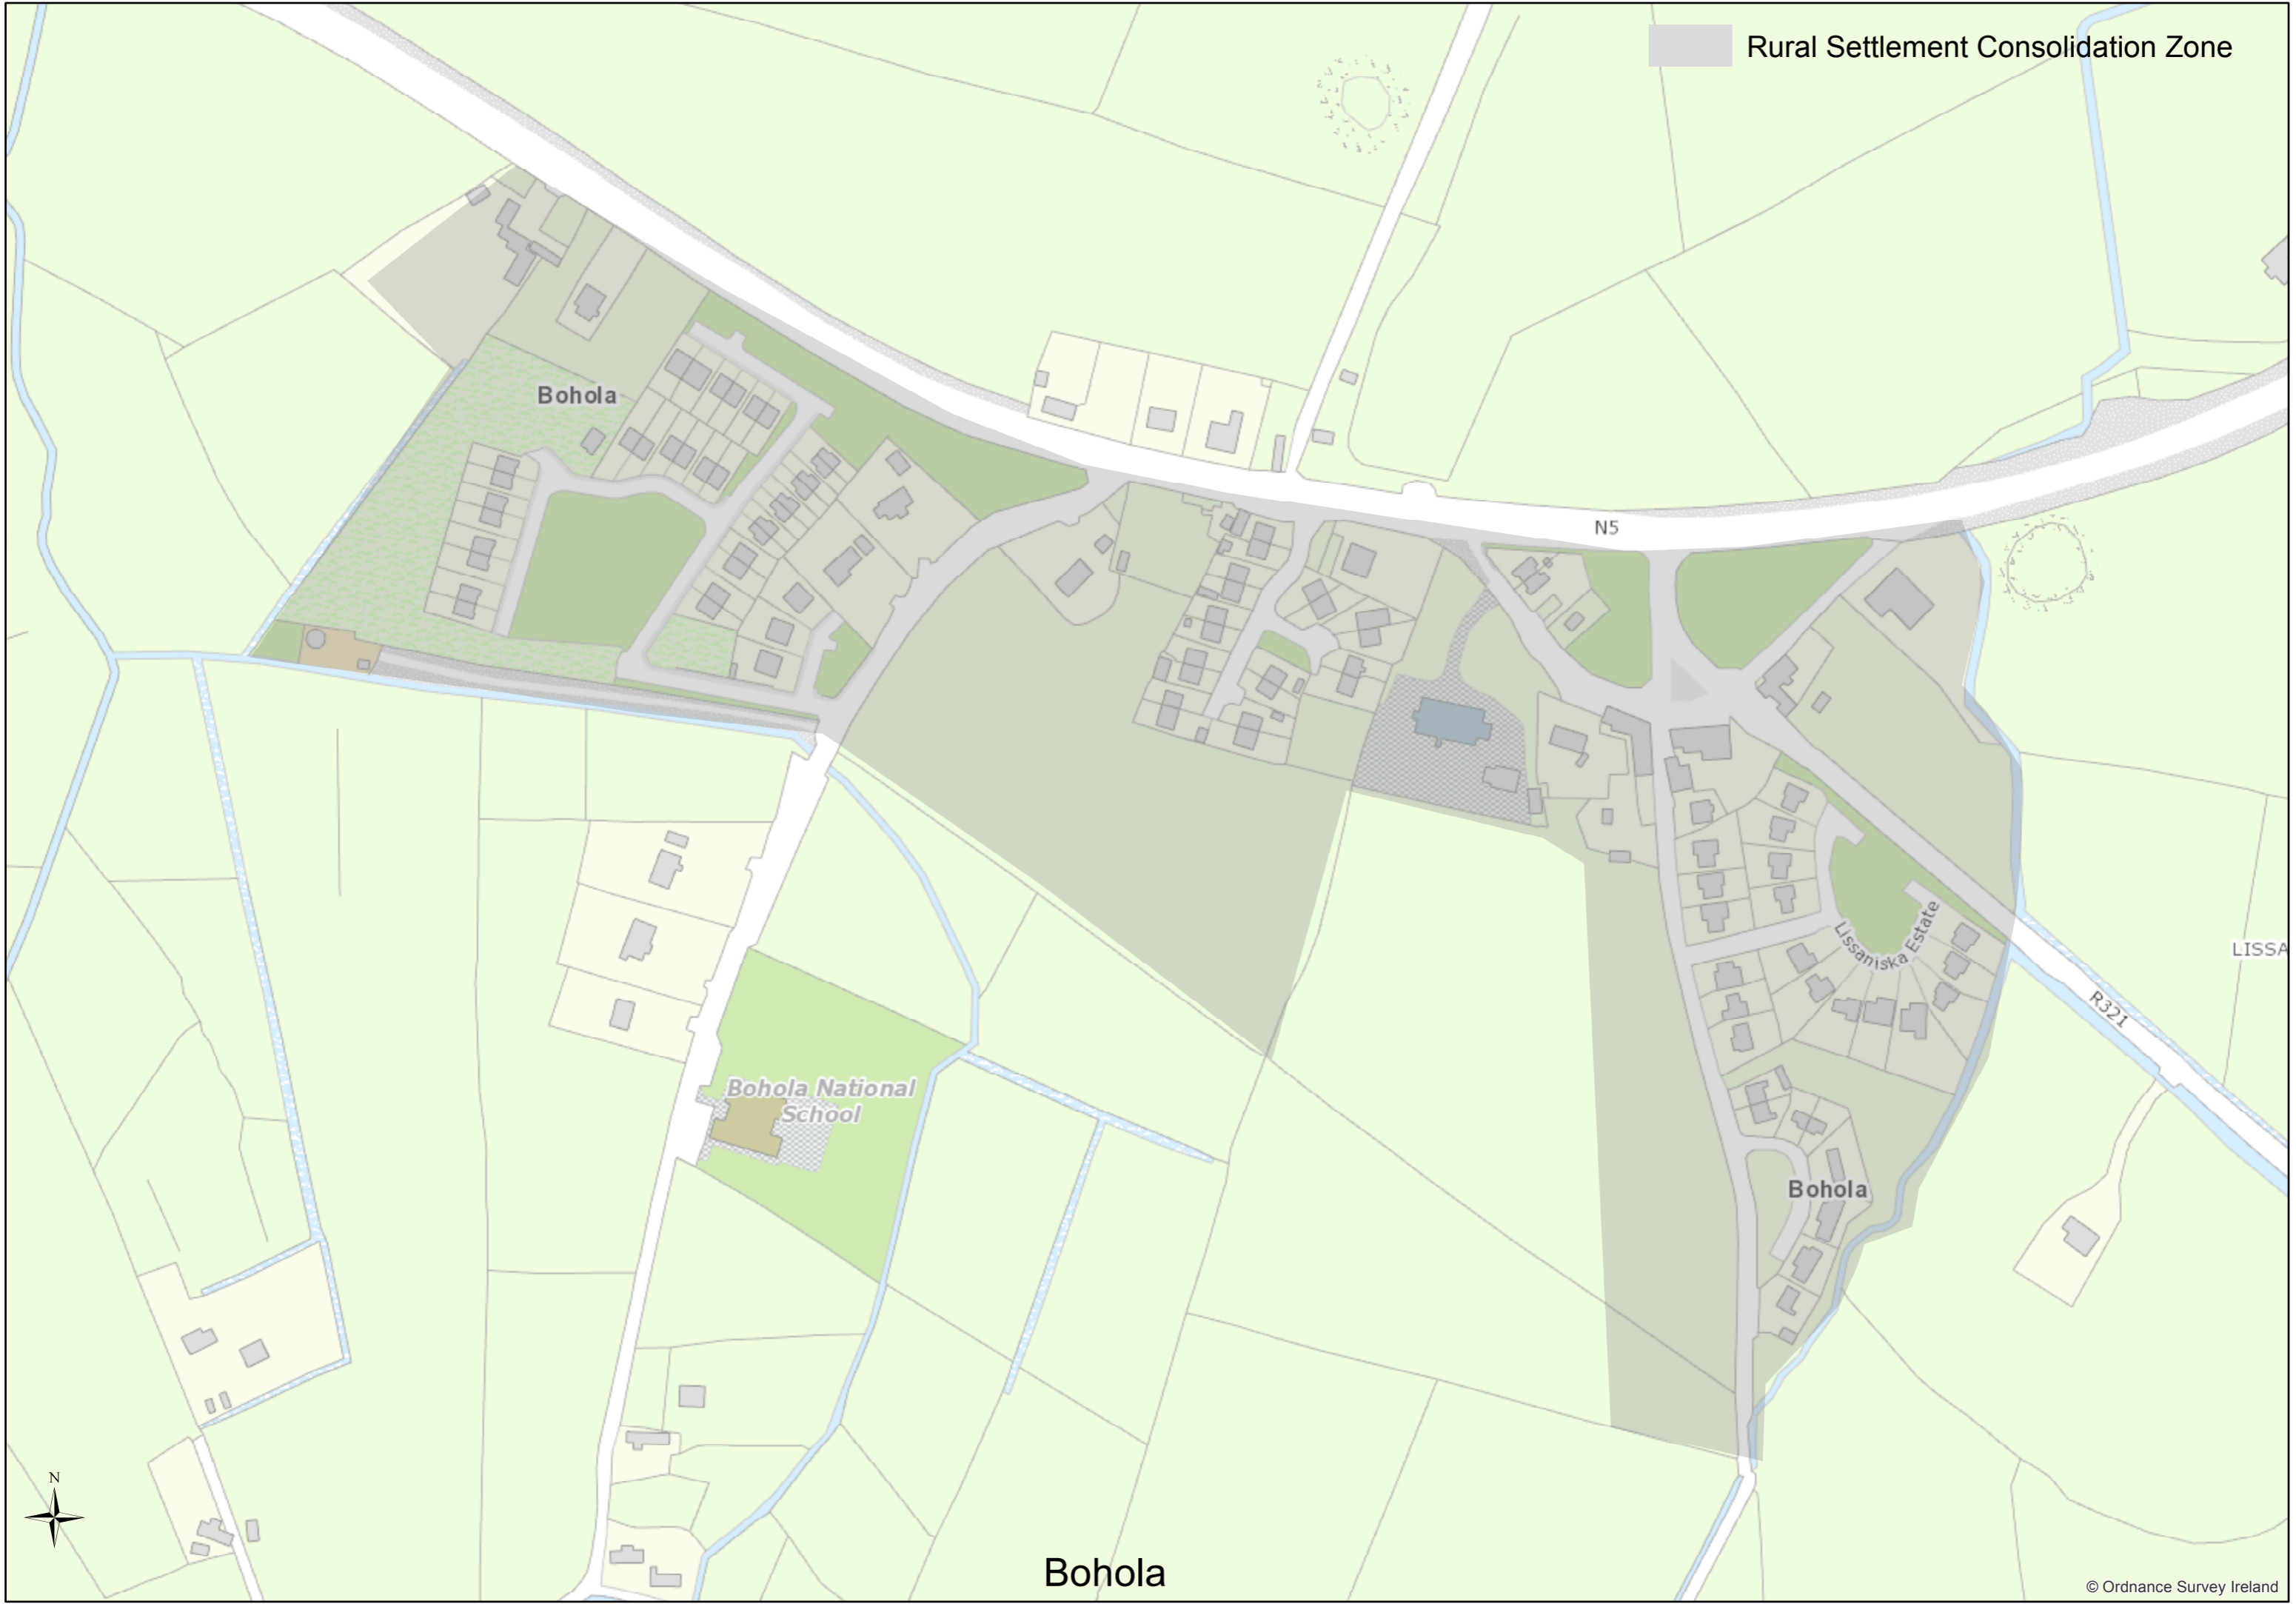 Rural Settlement Consolidation Zone
Bohola
N5
Lissaniska Estate
LISSA
R321
Bohola National
School
Bohola
N
Bohola
© Ordnance Survey Ireland